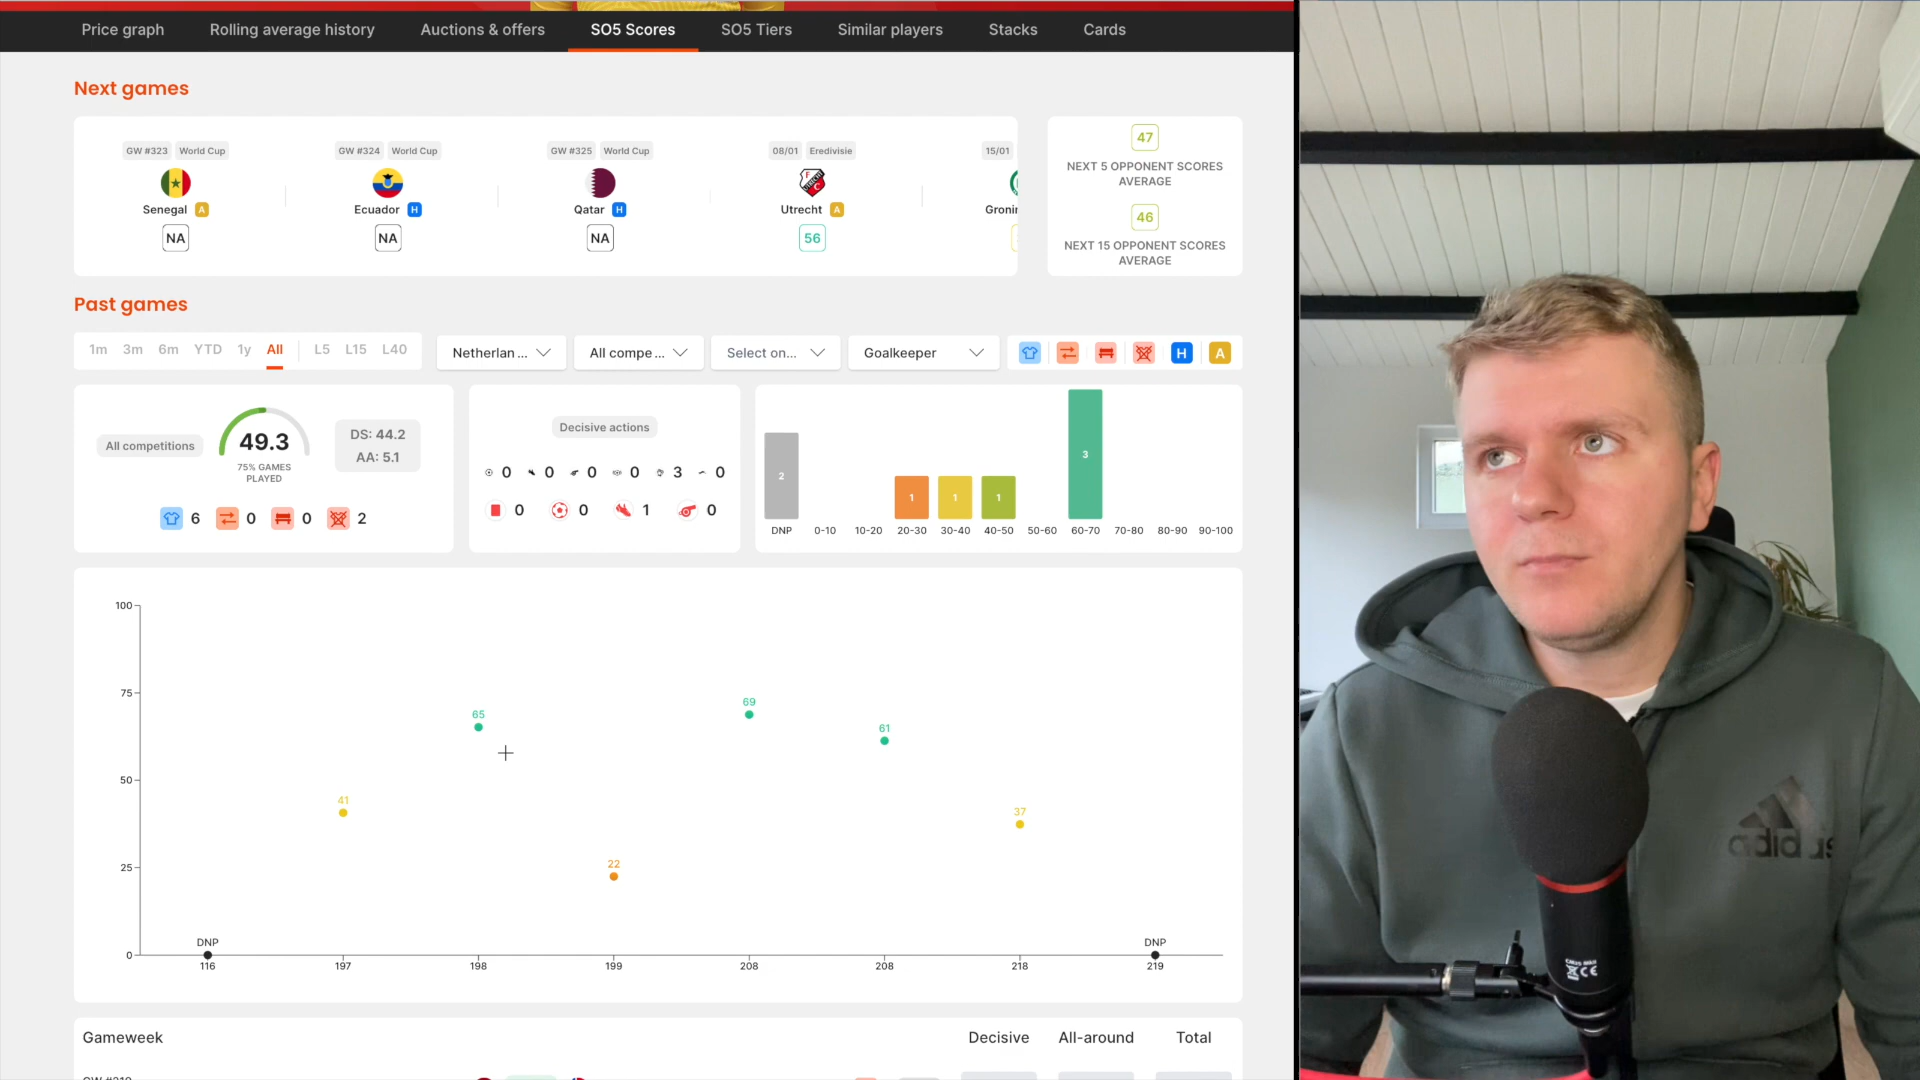 Price graph
Rolling average history
Auctions & offers
SO5 Scores
SO5 Tiers
Similar players
Stacks
Cards
Next games
GW #323 World Cup
GW #324 World Cup
GW #325 World Cup
08/01 Eredivisie
15/01
Senegal A
Ecuador H
Qatar H
Utrecht A
Gronin
NA
NA
NA
56
47
NEXT 5 OPPONENT SCORES
AVERAGE
46
NEXT 15 OPPONENT SCORES
AVERAGE
Past games
1m 3m 6m YTD 1y All L5 L15 L40
Netherlan ...
All compe ...
Select on...
Goalkeeper
H A
All competitions
49.3
75% GAMES
PLAYED
DS: 44.2
AA: 5.1
6 0 0 2
Decisive actions
0 0 0 0 3 0
0 0 1 0
2 1 1 1 3
DNP 0-10 10-20 20-30 30-40 40-50 50-60 60-70 70-80 80-90 90-100
100
75
50
25
0
41
65
22
69
61
37
DNP
DNP
116 197 198 199 208 208 218 219
Gameweek
Decisive All-around Total
adidas